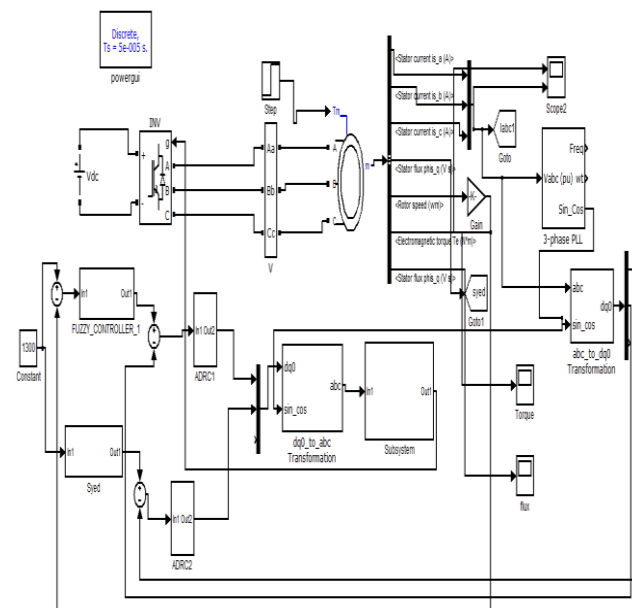 Discrete,
Ts = 5e-005 s.
powergui
Step
Tm
<Stator current is_a (A)>
<Stator current is_b (A)>
<Stator current is_c (A)>
<Stator flux phis_q (V s)>
<Rotor speed (wm)>
<Electromagnetic torque Te (N*m)>
<Stator flux phis_d (V s)>
Scope2
Iabc1
Goto
INV
g
+
A
B
C
-
Vdc
Aa
Bb
Cc
V
A
B
C
m
-K-
Gain
Freq
Vabc (pu)
wt
Sin_Cos
3-phase PLL
syed
Goto1
abc
sin_cos
dq0
abc_to_dq0
Transformation
In1
Out1
FUZZY_CONTROLLER_1
1300
Constant
In1
Out2
ADRC1
dq0
sin_cos
abc
dq0_to_abc
Transformation
In1
Out1
Subsystem
Torque
flux
In1
Out1
Syed
In1
Out2
ADRC2